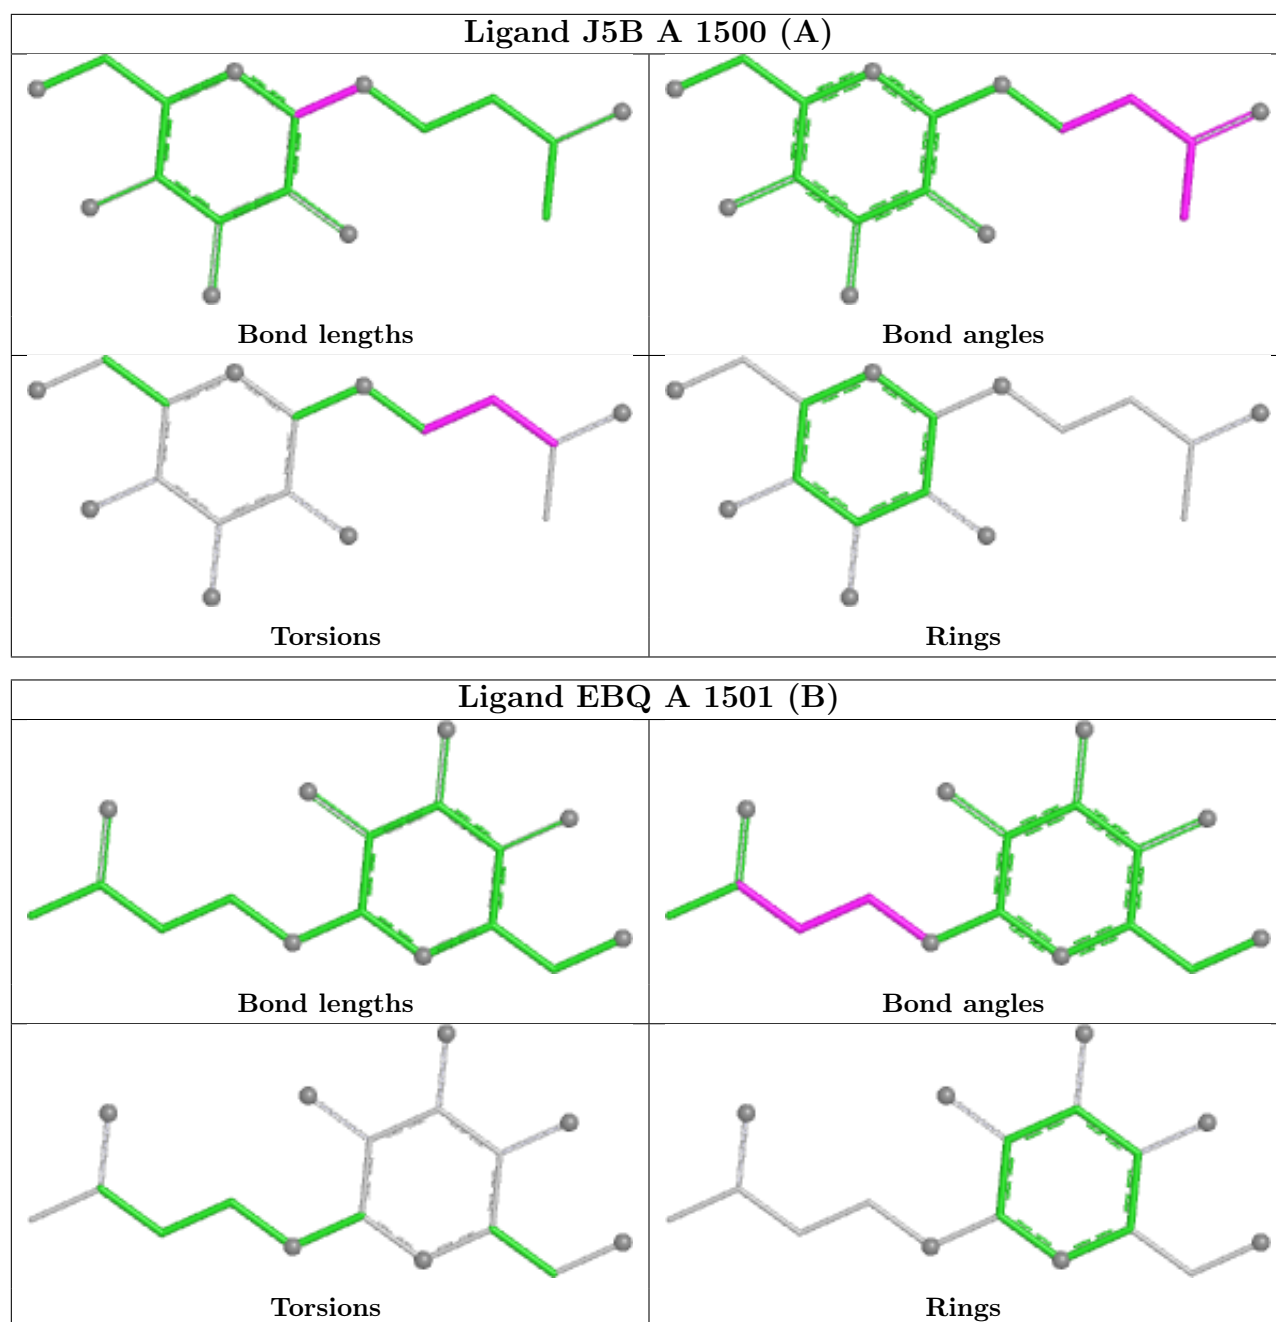 Ligand J5B A 1500 (A)
Bond lengths
Bond angles
Torsions
Rings
Ligand EBQ A 1501 (B)
Bond lengths
Bond angles
Torsions
Rings